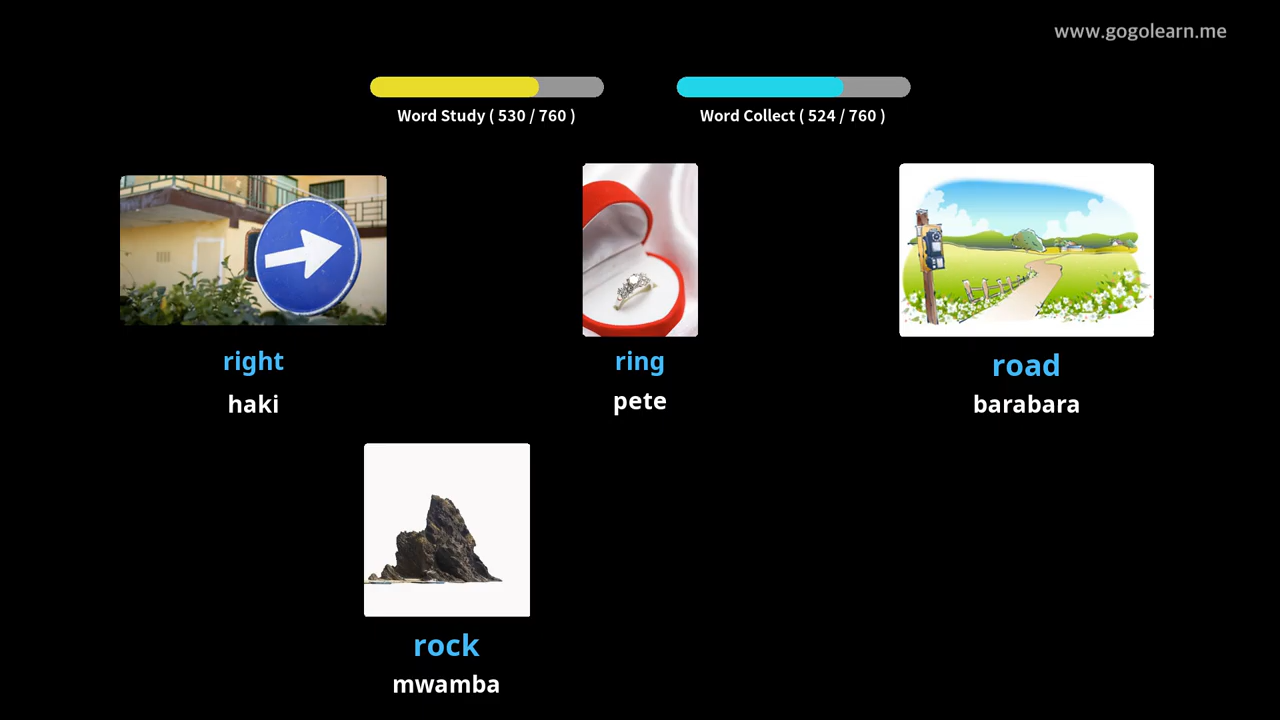 www.gogolearn.me
Word Study ( 530 / 760 )
Word Collect ( 524 / 760 )
right
ring
road
haki
pete
barabara
rock
mwamba